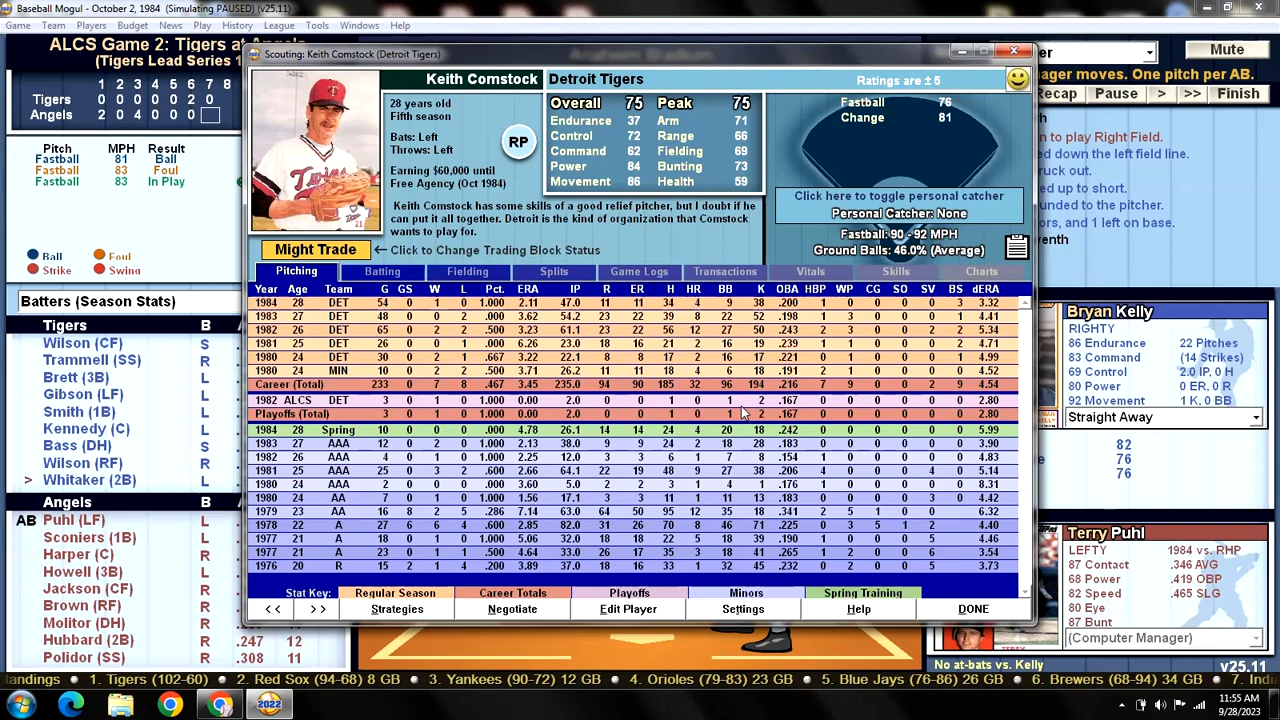 Baseball Mogul - October 2, 1984 (Simulating PAUSED) (v25.11)
Game Team Players Budget News Play History League Tools Windows Help
ALCS Game 2: Tigers at Angels
(Tigers Lead Series 1
1 2 3 4 5 6 7 8
Tigers 0 0 0 0 0 2 0
Angels 2 0 4 0 0 0
Pitch MPH Result
Fastball 81 Ball
Fastball 83 Foul
Fastball 83 In Play
Ball Foul
Strike Swing
Batters (Season Stats)
Tigers B
Wilson (CF) S
Trammell (SS) R
Brett (3B) L
Gibson (LF) L
Smith (1B) L
Kennedy (C) L
Bass (DH) L
Wilson (RF) L
> Whitaker (2B) L
Angels B
AB Puhl (LF) L
Sconiers (1B) L
Harper (C) R
Howell (3B) L
Jackson (CF) R
Brown (RF) R
Molitor (DH) R
Hubbard (2B) R .247 12
Polidor (SS) R .308 11
Scouting: Keith Comstock (Detroit Tigers)
Keith Comstock
28 years old
Fifth season
Bats: Left
Throws: Left
Earning $60,000 until
Free Agency (Oct 1984)
RP
Twins
21
Detroit Tigers
Overall 75 Peak 75
Endurance 37 Arm 71
Control 72 Range 66
Command 62 Fielding 69
Power 84 Bunting 73
Movement 86 Health 59
Ratings are ± 5
Fastball 76
Change 81
Click here to toggle personal catcher
Personal Catcher: None
Fastball: 90 - 92 MPH
Ground Balls: 46.0% (Average)
Keith Comstock has some skills of a good relief pitcher, but I doubt if he
can put it all together. Detroit is the kind of organization that Comstock
wants to play for.
Might Trade ← Click to Change Trading Block Status
Pitching Batting Fielding Splits Game Logs Transactions Vitals Skills Charts
Year Age Team G GS W L Pct. ERA IP R ER H HR BB K OBA HBP WP CG SO SV BS dERA
1984 28 DET 54 0 1 0 1.000 2.11 47.0 11 11 34 4 9 38 .200 1 0 0 0 0 3 3.32
1983 27 DET 48 0 0 2 .000 3.62 54.2 23 22 39 8 22 52 .198 1 3 0 0 0 1 4.41
1982 26 DET 65 0 2 2 .500 3.23 61.1 23 22 56 12 27 50 .243 2 3 0 0 2 2 5.34
1981 25 DET 26 0 0 1 .000 6.26 23.0 18 16 21 2 16 19 .239 1 0 0 0 0 2 4.71
1980 24 DET 30 0 2 1 .667 3.22 22.1 8 8 17 2 16 17 .221 0 1 0 0 0 1 4.99
1980 24 MIN 10 0 2 2 .500 3.71 26.2 11 11 18 4 6 18 .191 2 1 0 0 0 0
Career (Total) 233 0 7 8 .467 3.45 235.0 94 90 185 32 96 194 .216 7 9 0 0 2 9 4.54
1982 ALCS DET 3 0 1 0 1.000 0.00 2.0 0 0 1 0 1 2 .167 0 0 0 0 0 0 2.80
Playoffs (Total) 3 0 1 0 1.000 0.00 2.0 0 0 1 0 1 2 .167 0 0 0 0 0 0 2.80
1984 28 Spring 10 0 0 0 .000 4.78 26.1 14 14 24 4 20 18 .242 0 0 0 0 0 0 5.99
1983 27 AAA 12 0 2 0 1.000 2.13 38.0 9 9 24 2 18 28 .183 0 0 0 0 0 0 3.90
1982 26 AAA 4 0 1 0 1.000 2.25 12.0 3 3 6 1 7 8 .154 0 0 0 0 0 0 4.83
1981 25 AAA 25 0 3 2 .600 2.66 64.1 22 19 48 9 27 38 .206 4 0 0 0 4 0 5.14
1980 24 AAA 2 0 0 0 .000 3.60 5.0 2 2 3 1 4 1 .176 1 0 0 0 0 0 8.31
1980 24 AA 7 0 1 0 1.000 1.56 17.1 3 3 11 1 11 13 .183 0 0 0 0 3 0 4.42
1979 23 AA 16 8 2 5 .286 7.14 63.0 64 50 95 12 35 18 .341 2 5 1 0 0 0 6.32
1978 22 A 27 6 6 4 .600 2.85 82.0 31 26 70 8 46 71 .225 0 3 5 1 2 0 4.40
1977 21 A 18 0 1 0 1.000 5.06 32.0 18 18 22 5 18 39 .190 1 0 0 0 5 0 4.46
1977 21 A 23 0 1 1 .500 4.64 33.0 26 17 35 3 18 41 .265 1 2 0 0 6 0 3.54
1976 20 R 15 2 1 4 .200 3.89 37.0 18 16 33 1 32 45 .232 0 2 0 0 5 0 3.73
Stat Key: Regular Season Career Totals Playoffs Minors Spring Training
<< >> Strategies Negotiate Edit Player Settings Help DONE
er Mute
nager moves. One pitch per AB.
Recap Pause > >> Finish
n to play Right Field.
ed down the left field line.
ruck out.
ed up to short.
ounded to the pitcher.
ors, and 1 left on base.
venth
Bryan Kelly
RIGHTY
86 Endurance 22 Pitches
83 Command (14 Strikes)
69 Control 2.0 IP, 0 H
80 Power 0 ER, 0 R
92 Movement 1 K, 0 BB
Straight Away
82
76
76
Terry Puhl
LEFTY 1984 vs. RHP
87 Contact .346 AVG
68 Power .419 OBP
82 Speed .465 SLG
80 Eye
87 Bunt
(Computer Manager)
No at-bats vs. Kelly v25.11
andings 1. Tigers (102-60) 2. Red Sox (94-68) 8 GB 3. Yankees (90-72) 12 GB 4. Orioles (79-83) 23 GB 5. Blue Jays (76-86) 26 GB 6. Brewers (68-94) 34 GB 7. Indi
2022
11:55 AM
9/28/2023